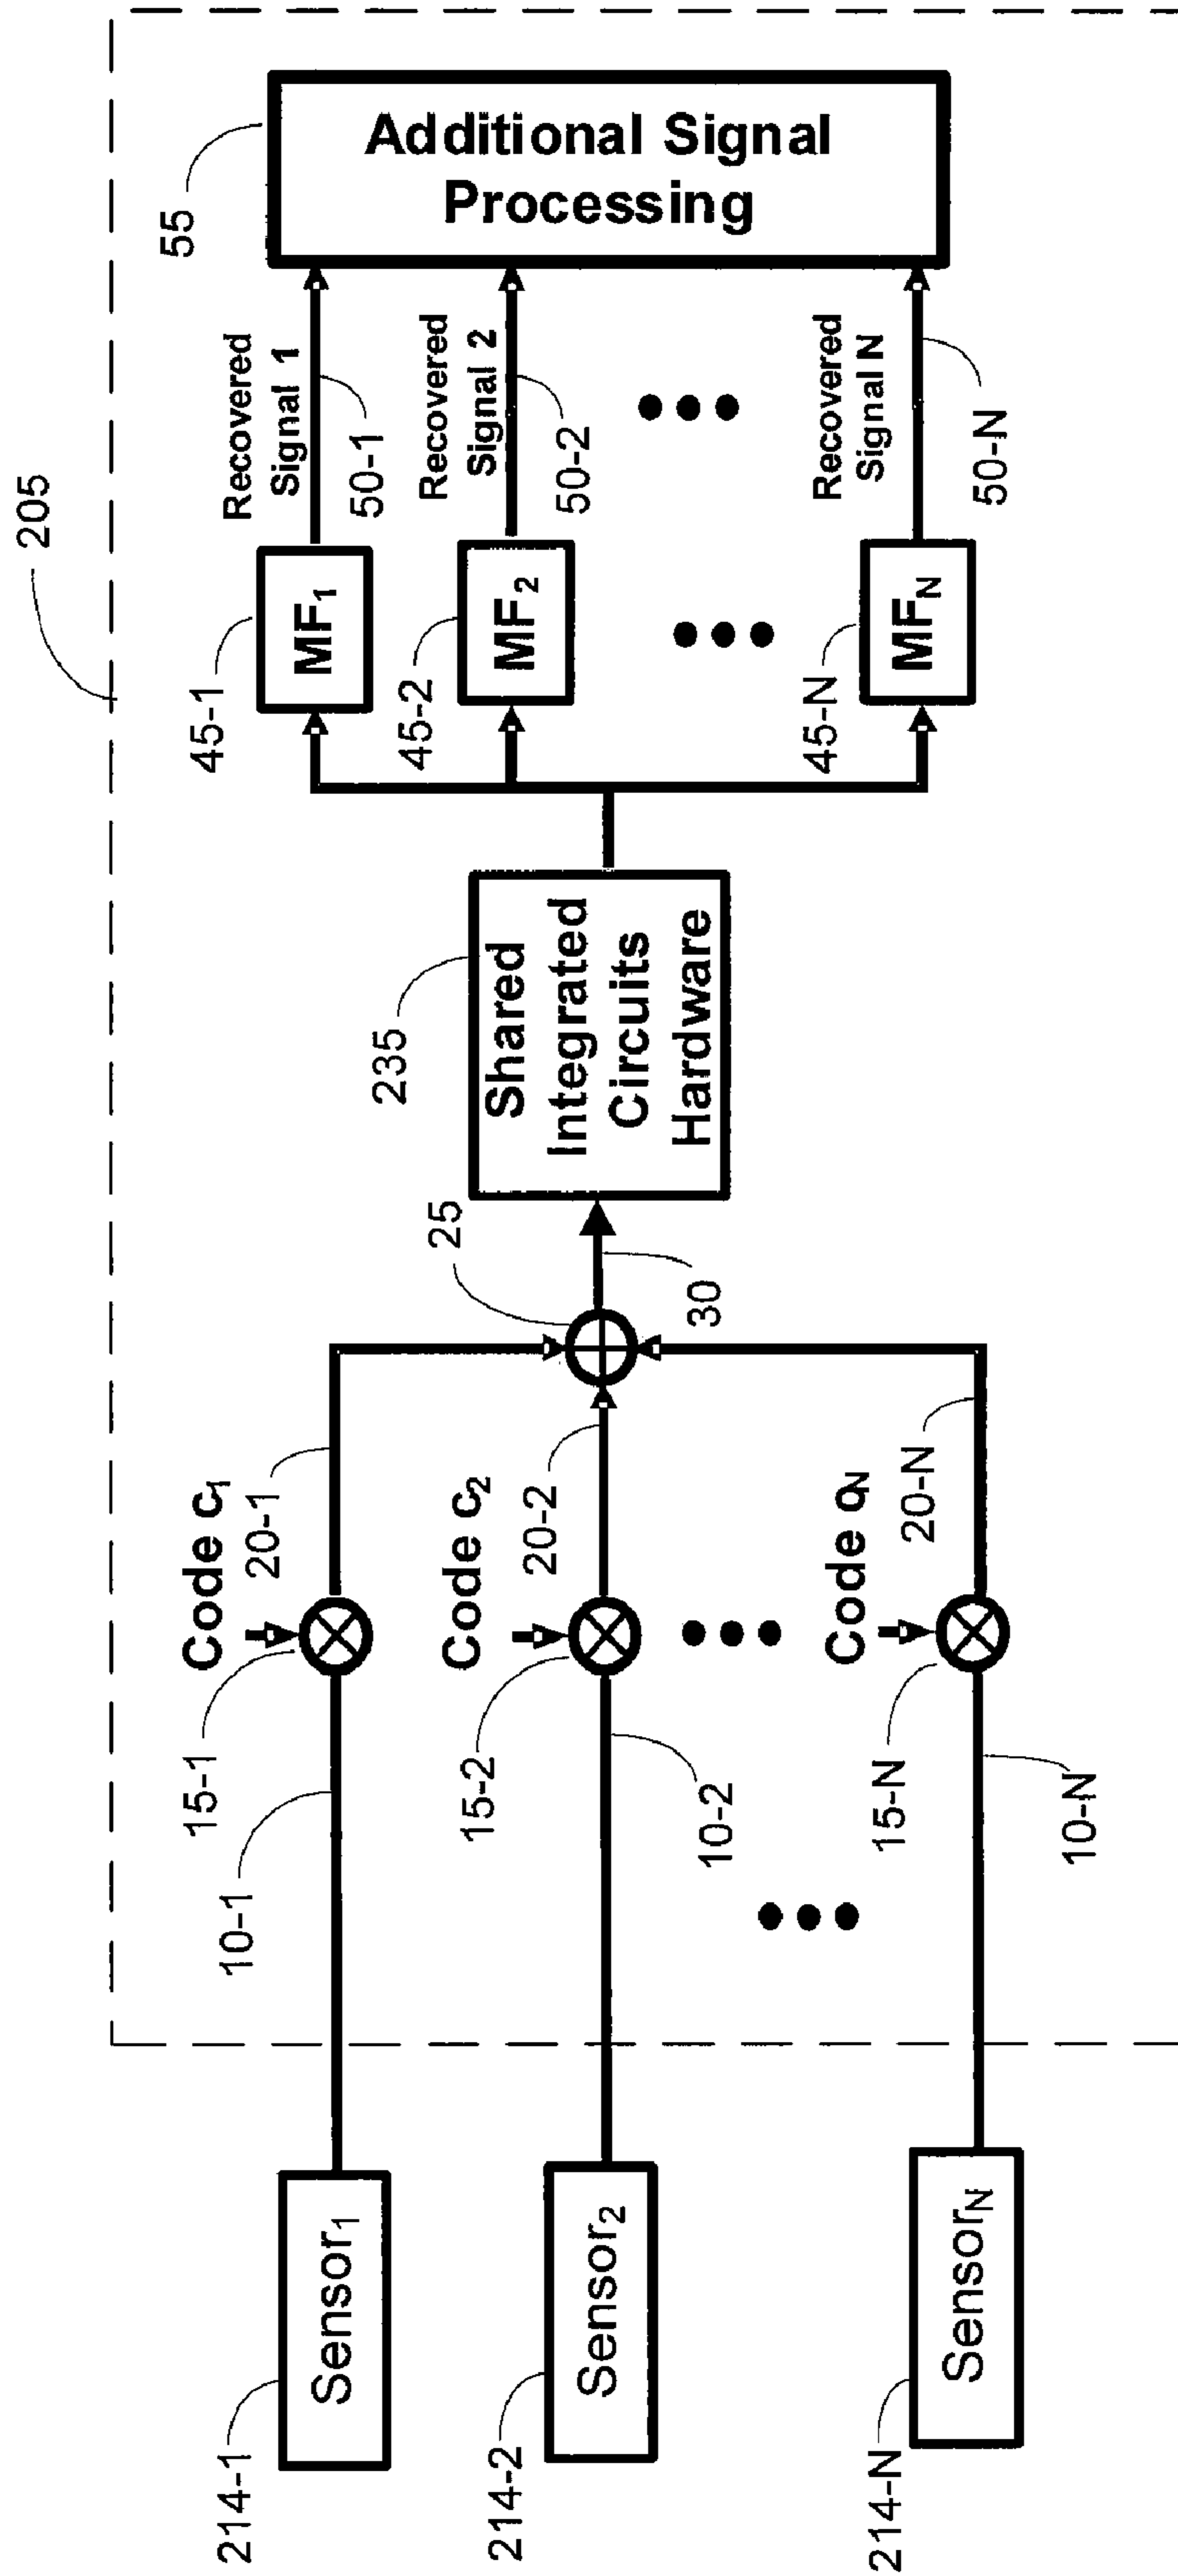 205
214-1
Sensor1
10-1
15-1
Code c1
20-1
214-2
Sensor2
10-2
15-2
Code c2
20-2
214-N
SensorN
10-N
15-N
Code cN
20-N
25
30
235
Shared
Integrated
Circuits
Hardware
45-1
MF1
Recovered
Signal 1
50-1
45-2
MF2
Recovered
Signal 2
50-2
45-N
MFN
Recovered
Signal N
50-N
55
Additional Signal
Processing